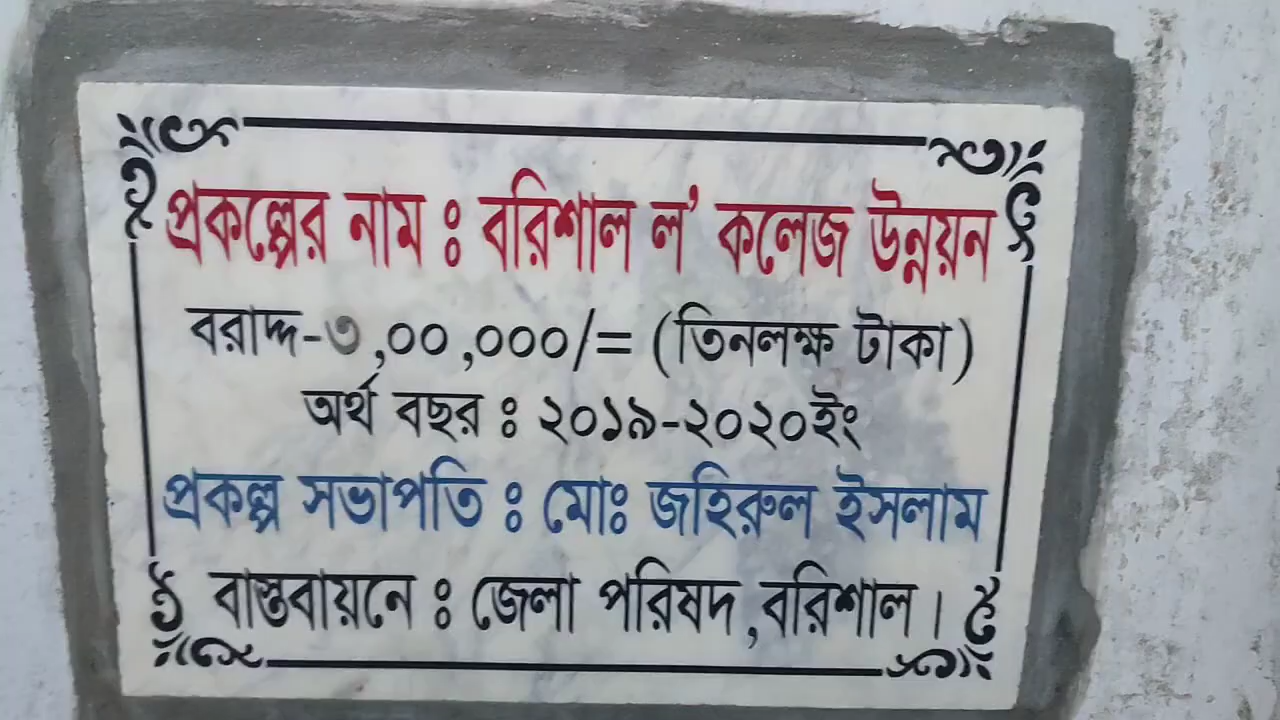 প্রকল্পের নাম ঃ বরিশাল ল' কলেজ উন্নয়ন
বরাদ্দ-৩,০০,০০০/= (তিনলক্ষ টাকা)
অর্থ বছর ঃ ২০১৯-২০২০ইং
প্রকল্প সভাপতি ঃ মোঃ জহিরুল ইসলাম
বাস্তবায়নে ঃ জেলা পরিষদ,বরিশাল।